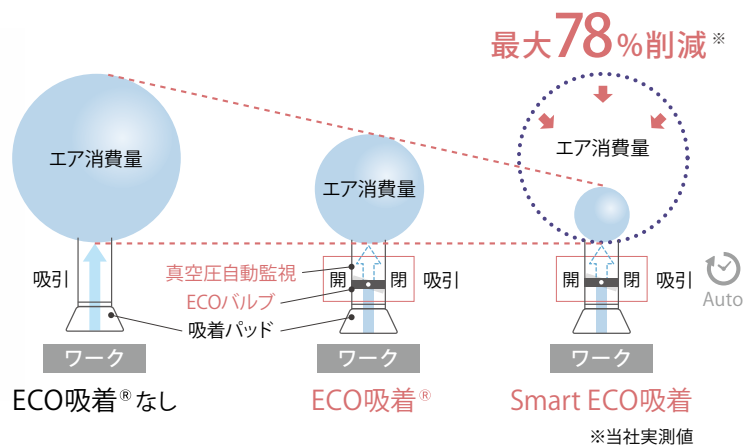 最大78%削減※
エア消費量
エア消費量
エア消費量
吸引
真空圧自動監視
ECOバルブ
吸着パッド
開
閉
吸引
開
閉
吸引
Auto
ワーク
ワーク
ワーク
ECO吸着®なし
ECO吸着®
Smart ECO吸着
※当社実測値